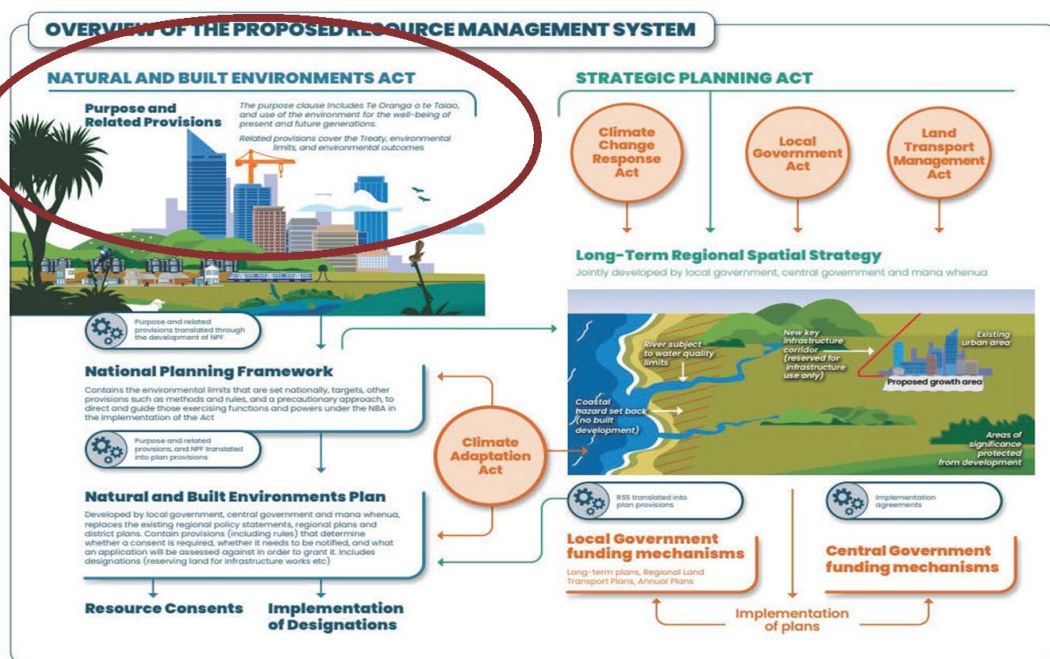 OVERVIEW OF THE PROPOSED RESOURCE MANAGEMENT SYSTEM
NATURAL AND BUILT ENVIRONMENTS ACT
Purpose and
Related Provisions
The purpose clause includes Te Oranga o te Taiao,
and use of the environment for the well-being of
present and future generations.
Related provisions cover the Treaty, environmental
limits, and environmental outcomes
Purpose and related
provisions translated through
the development of NPF
National Planning Framework
Contains the environmental limits that are set nationally, targets, other
provisions such as methods and rules, and a precautionary approach, to
direct and guide those exercising functions and powers under the NBA in
the implementation of the Act
Purpose and related
provisions, and NPF translated
into plan provisions
Natural and Built Environments Plan
Developed by local government, central government and mana whenua,
replaces the existing regional policy statements, regional plans and
district plans. Contain provisions (including rules) that determine
whether a consent is required, whether it needs to be notified, and what
an application will be assessed against in order to grant it. Includes
designations (reserving land for infrastructure works etc)
Resource Consents
Implementation
of Designations
Climate
Adaptation
Act
STRATEGIC PLANNING ACT
Climate
Change
Response
Act
Local
Government
Act
Land
Transport
Management
Act
Long-Term Regional Spatial Strategy
Jointly developed by local government, central government and mana whenua
River subject
to water quality
limits
New key
infrastructure
corridor
(reserved for
infrastructure
use only)
Existing
urban area
Proposed growth area
Coastal
hazard set back
(no built
development)
Areas of
significance
protected
from development
RSS translated into
plan provisions
Implementation
agreements
Local Government
funding mechanisms
Long-term plans, Regional Land
Transport Plans, Annual Plans
Central Government
funding mechanisms
Implementation
of plans